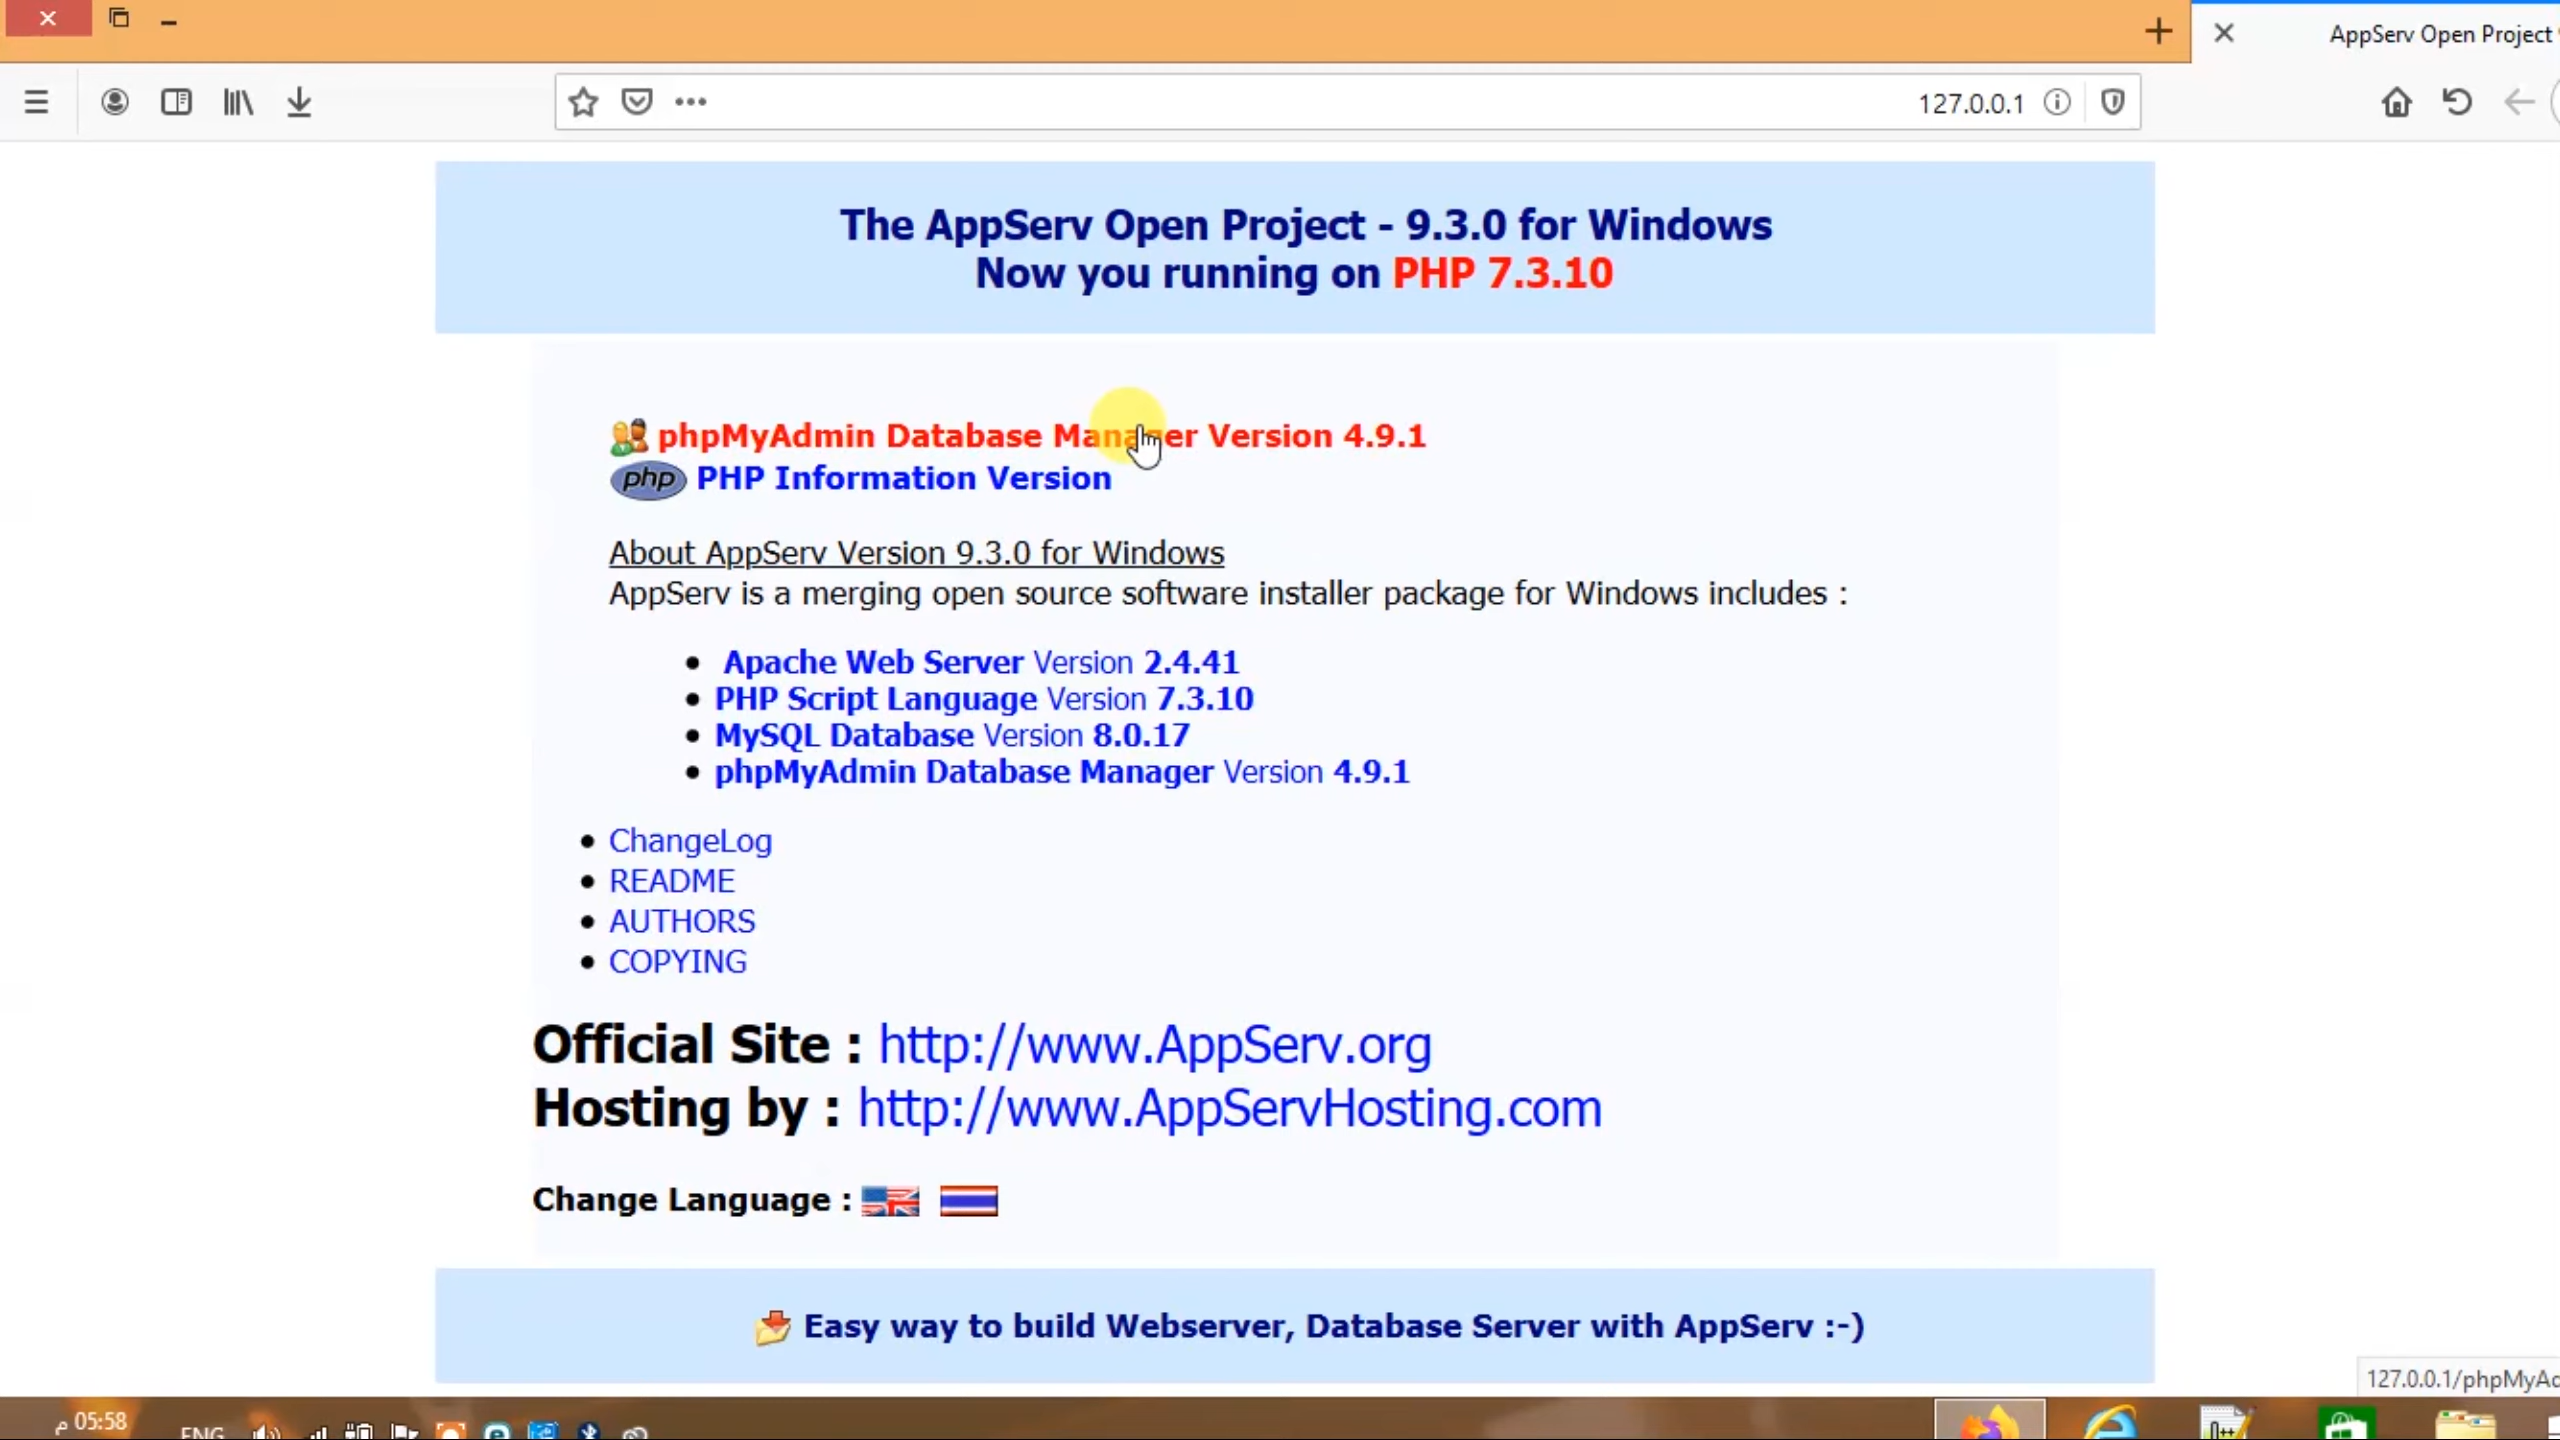 AppServ Open Project
127.0.0.1
The AppServ Open Project - 9.3.0 for Windows
Now you running on PHP 7.3.10
phpMyAdmin Database Manager Version 4.9.1
php PHP Information Version
About AppServ Version 9.3.0 for Windows
AppServ is a merging open source software installer package for Windows includes :
Apache Web Server Version 2.4.41
PHP Script Language Version 7.3.10
MySQL Database Version 8.0.17
phpMyAdmin Database Manager Version 4.9.1
ChangeLog
README
AUTHORS
COPYING
Official Site : http://www.AppServ.org
Hosting by : http://www.AppServHosting.com
Change Language :
Easy way to build Webserver, Database Server with AppServ :-)
127.0.0.1/phpMyAd
05:58 م
ENG